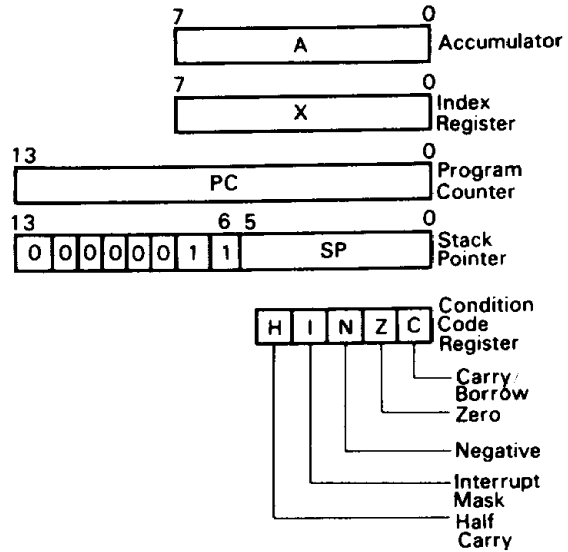 7 0
A Accumulator
7 0
X Index
Register
13 0
PC Program
Counter
13 6 5 0
0 0 0 0 0 0 1 1 SP Stack
Pointer
H I N Z C Condition
Code
Register
Carry/
Borrow
Zero
Negative
Interrupt
Mask
Half
Carry